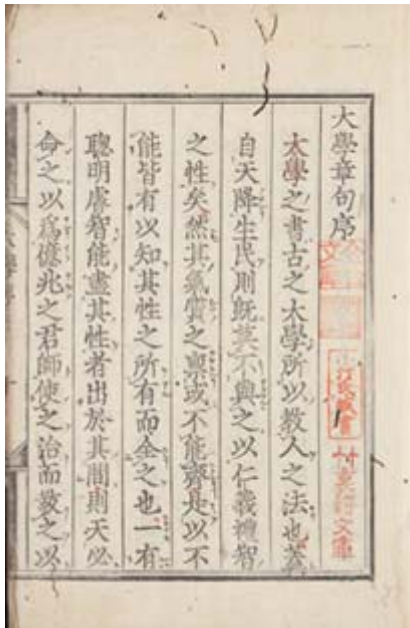 大學章句序
大學之書古之大學所以教人之法也蓋
自天降生民則旣莫不與之以仁義禮智
之性矣然其氣質之稟或不能齊是以不
能皆有以知其性之所有而全之也一有
聰明睿智能盡其性者出於其間則天必
命之以爲億兆之君師使之治而教之以